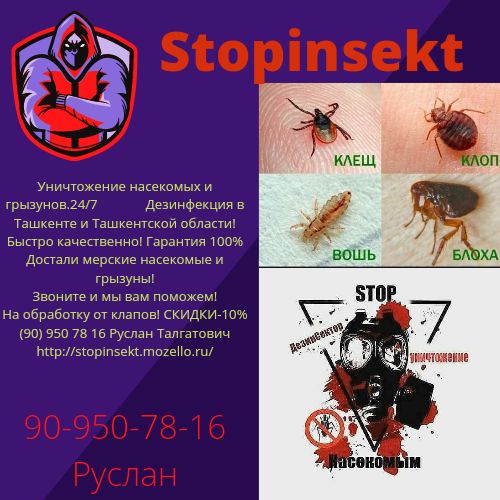 Stopinsekt
КЛЕЩ
КЛОП
ВОШЬ
БЛОХА
Уничтожение насекомых и
грызунов.24/7 Дезинфекция в
Ташкенте и Ташкентской области!
Быстро качественно! Гарантия 100%
Достали мерские насекомые и
грызуны!
Звоните и мы вам поможем!
На обработку от клапов! СКИДКИ-10%
(90) 950 78 16 Руслан Талгатович
http://stopinsekt.mozello.ru/
90-950-78-16
Руслан
STOP
ДезинСектор
уничтожение
Насекомым